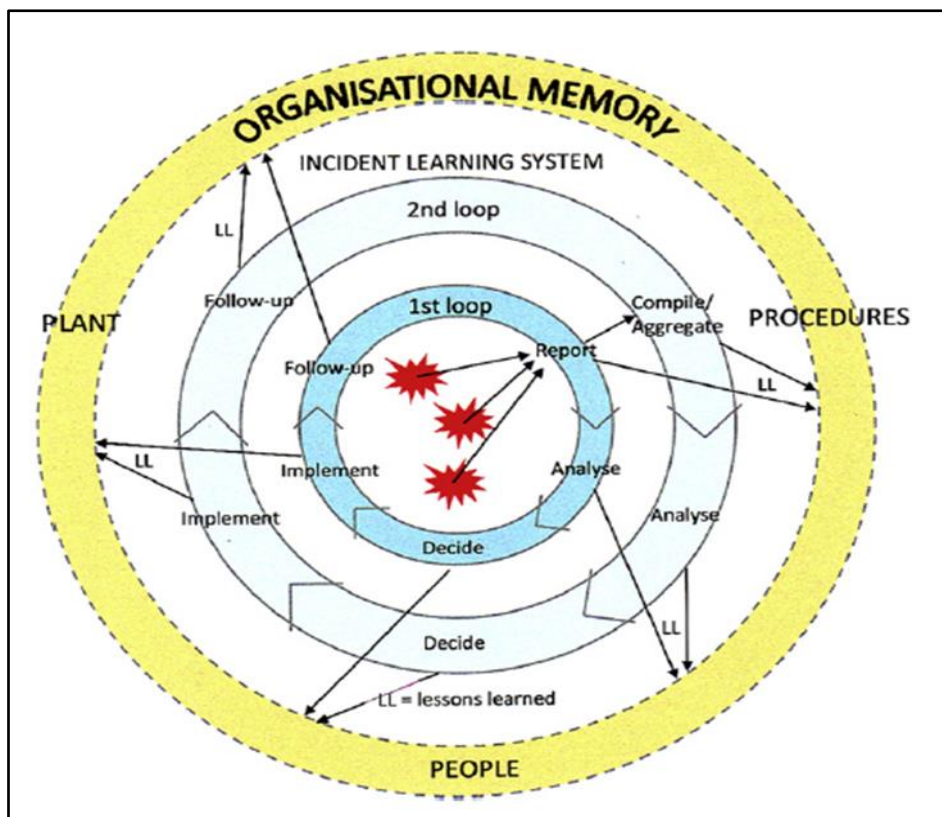 ORGANISATIONAL MEMORY
INCIDENT LEARNING SYSTEM
2nd loop
LL
Follow-up
Compile/
Aggregate
PLANT
PROCEDURES
1st loop
Report
Follow-up
LL
LL
Implement
Analyse
Implement
Analyse
Decide
LL
Decide
LL = lessons learned
PEOPLE